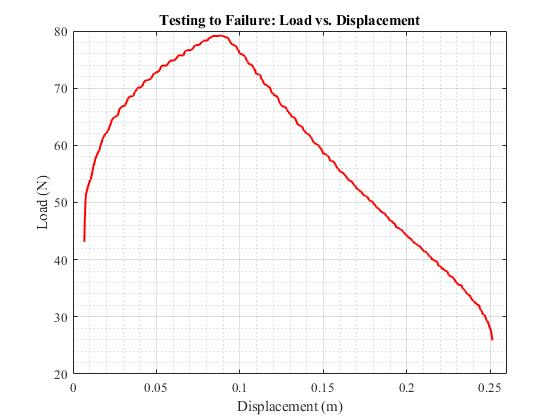 Testing to Failure: Load vs. Displacement
80
70
60
50
40
30
20
Load (N)
0 0.05 0.1 0.15 0.2 0.25
Displacement (m)